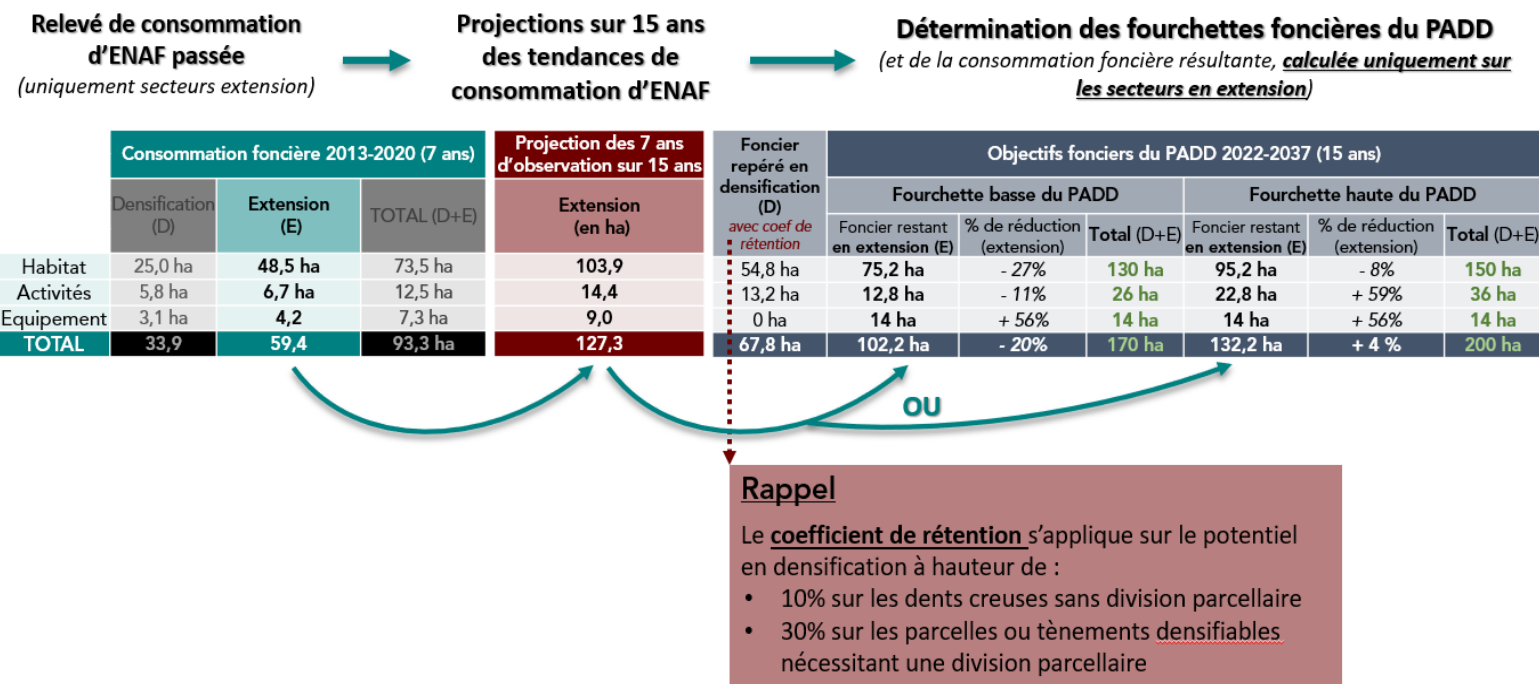 Relevé de consommation
d'ENAF passée
(uniquement secteurs extension)
Projections sur 15 ans
des tendances de
consommation d'ENAF
Détermination des fourchettes foncières du PADD
(et de la consommation foncière résultante, calculée uniquement sur
les secteurs en extension)
Consommation foncière 2013-2020 (7 ans)
Densification
(D)
Extension
(E)
TOTAL (D+E)
Projection des 7 ans
d'observation sur 15 ans
Extension
(en ha)
Foncier
repéré en
densification
(D)
avec coef de
rétention
Objectifs fonciers du PADD 2022-2037 (15 ans)
Fourchette basse du PADD
Fourchette haute du PADD
Foncier restant
en extension (E)
% de réduction
(extension)
Total (D+E)
Foncier restant
en extension (E)
% de réduction
(extension)
Total (D+E)
Habitat 25,0 ha 48,5 ha 73,5 ha 103,9 54,8 ha 75,2 ha - 27% 130 ha 95,2 ha - 8% 150 ha
Activités 5,8 ha 6,7 ha 12,5 ha 14,4 13,2 ha 12,8 ha - 11% 26 ha 22,8 ha + 59% 36 ha
Equipement 3,1 ha 4,2 7,3 ha 9,0 0 ha 14 ha + 56% 14 ha 14 ha + 56% 14 ha
TOTAL 33,9 59,4 93,3 ha 127,3 67,8 ha 102,2 ha - 20% 170 ha 132,2 ha + 4 % 200 ha
OU
Rappel
Le coefficient de rétention s'applique sur le potentiel
en densification à hauteur de :
• 10% sur les dents creuses sans division parcellaire
• 30% sur les parcelles ou tènements densifiables
nécessitant une division parcellaire